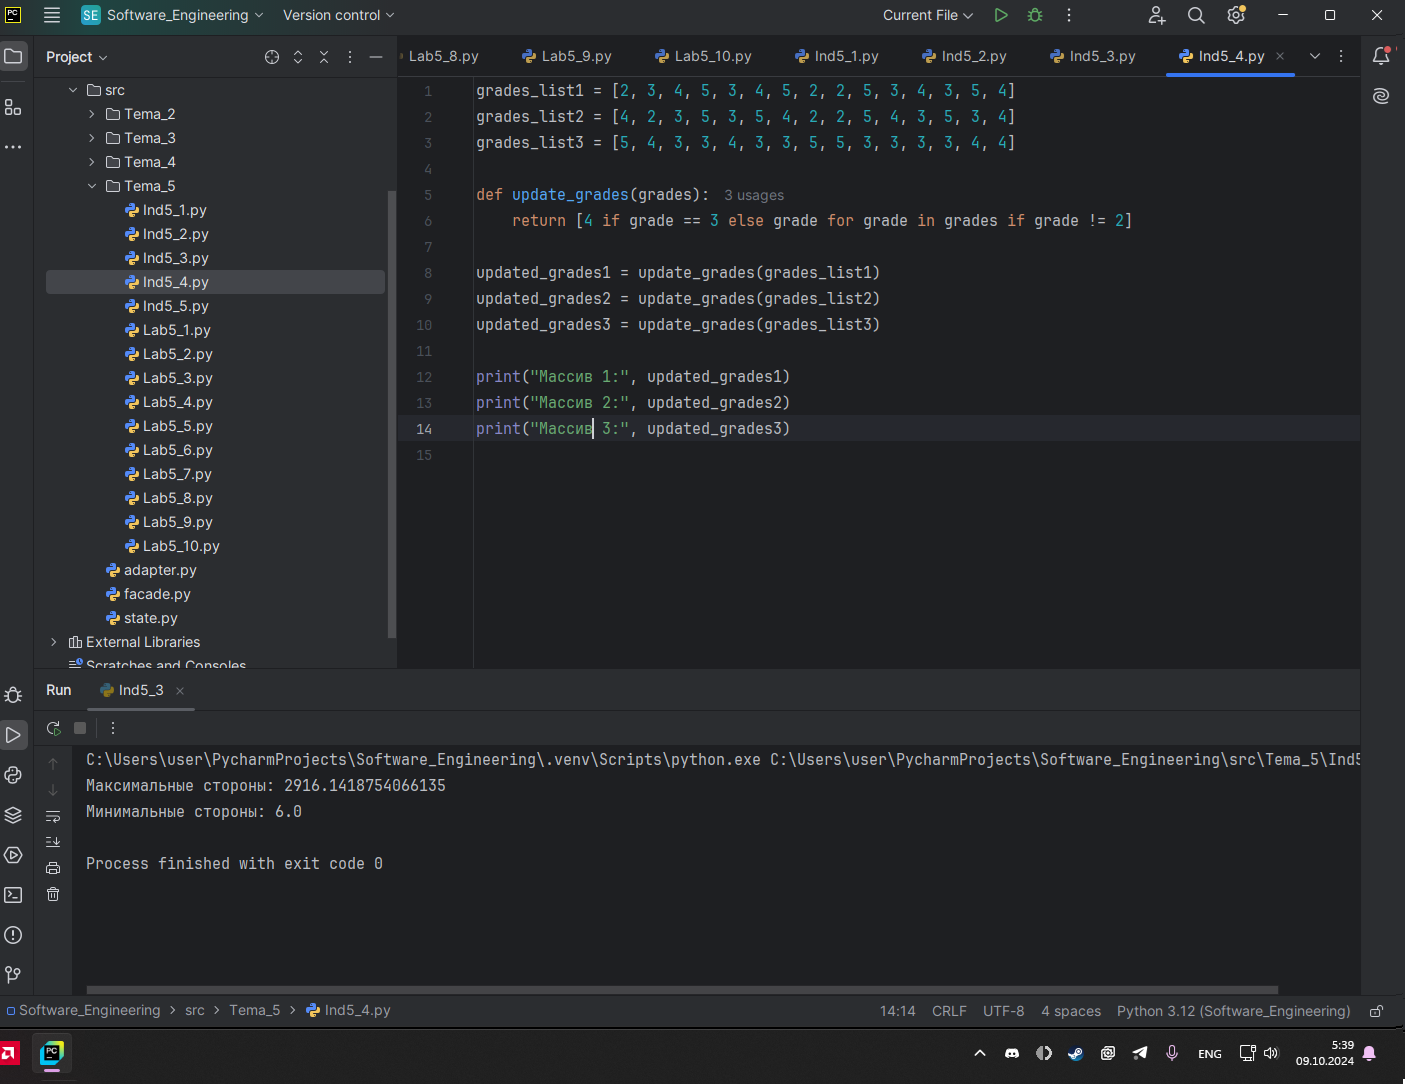 PC
SE Software_Engineering Version control Current File
Project
Lab5_8.py Lab5_9.py Lab5_10.py Ind5_1.py Ind5_2.py Ind5_3.py Ind5_4.py
src
Tema_2
Tema_3
Tema_4
Tema_5
Ind5_1.py
Ind5_2.py
Ind5_3.py
Ind5_4.py
Ind5_5.py
Lab5_1.py
Lab5_2.py
Lab5_3.py
Lab5_4.py
Lab5_5.py
Lab5_6.py
Lab5_7.py
Lab5_8.py
Lab5_9.py
Lab5_10.py
adapter.py
facade.py
state.py
External Libraries
Scratches and Consoles
1 grades_list1 = [2, 3, 4, 5, 3, 4, 5, 2, 2, 5, 3, 4, 3, 5, 4]
2 grades_list2 = [4, 2, 3, 5, 3, 5, 4, 2, 2, 5, 4, 3, 5, 3, 4]
3 grades_list3 = [5, 4, 3, 3, 4, 3, 3, 5, 5, 3, 3, 3, 3, 4, 4]
4
5 def update_grades(grades): 3 usages
6 return [4 if grade == 3 else grade for grade in grades if grade != 2]
7
8 updated_grades1 = update_grades(grades_list1)
9 updated_grades2 = update_grades(grades_list2)
10 updated_grades3 = update_grades(grades_list3)
11
12 print("Массив 1:", updated_grades1)
13 print("Массив 2:", updated_grades2)
14 print("Массив 3:", updated_grades3)
15
Run Ind5_3
C:\Users\user\PycharmProjects\Software_Engineering\.venv\Scripts\python.exe C:\Users\user\PycharmProjects\Software_Engineering\src\Tema_5\Ind5
Максимальные стороны: 2916.1418754066135
Минимальные стороны: 6.0
Process finished with exit code 0
Software_Engineering src Tema_5 Ind5_4.py 14:14 CRLF UTF-8 4 spaces Python 3.12 (Software_Engineering)
PC ENG 5:39
09.10.2024